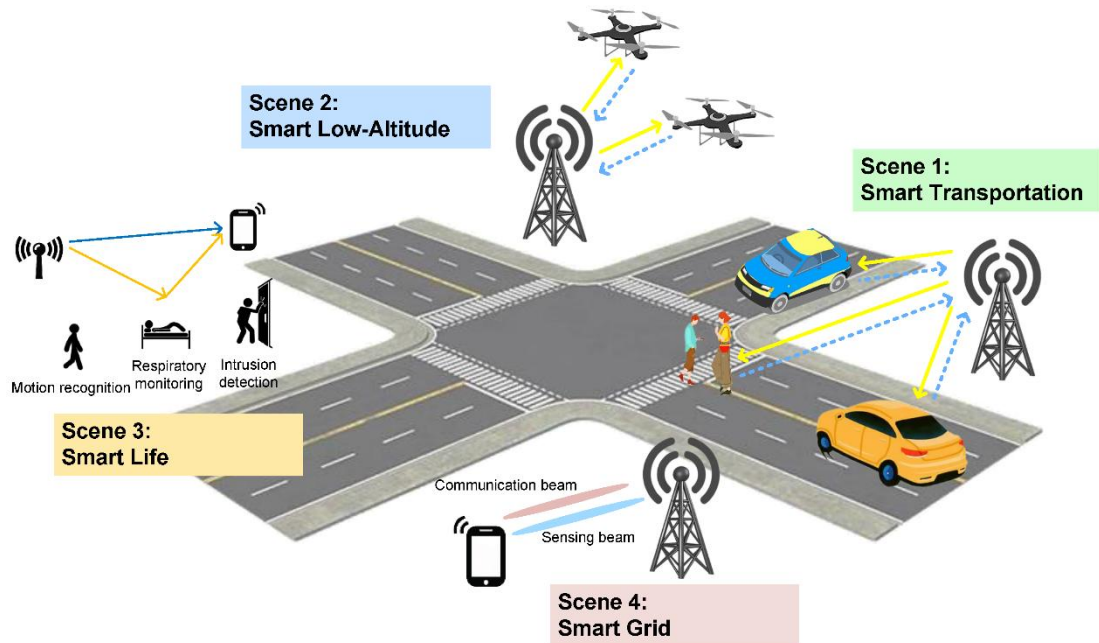 Scene 2:
Smart Low-Altitude
Scene 1:
Smart Transportation
Motion recognition
Respiratory
monitoring
Intrusion
detection
Scene 3:
Smart Life
Communication beam
Sensing beam
Scene 4:
Smart Grid